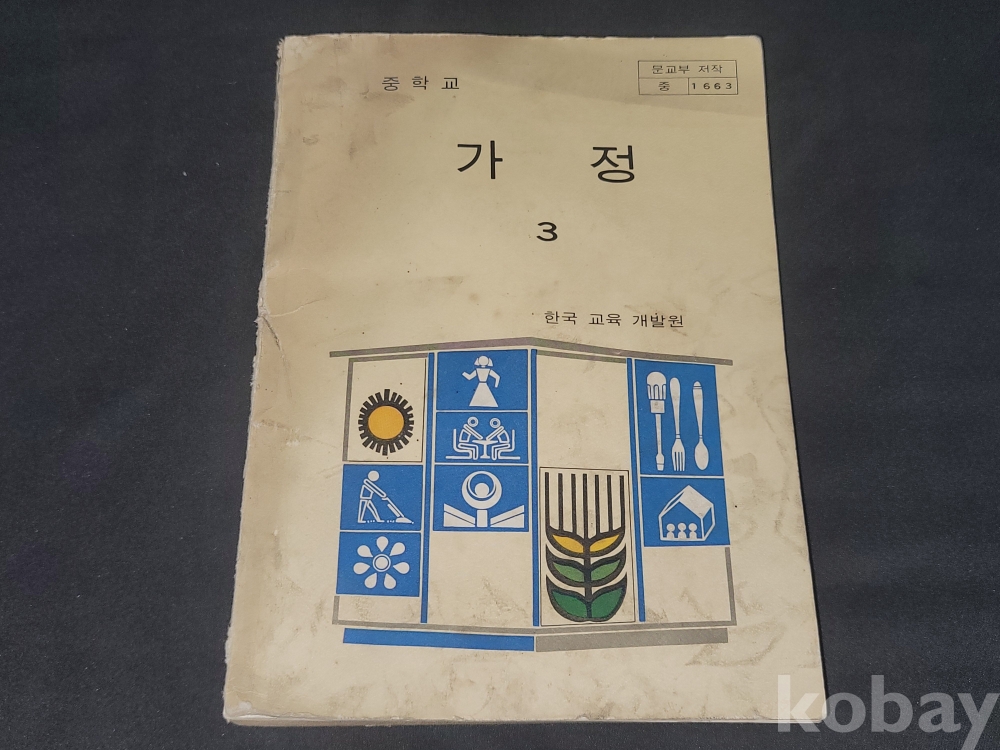 문교부 저작
중 1663
중학교
가 정
3
한국 교육 개발원
kobay